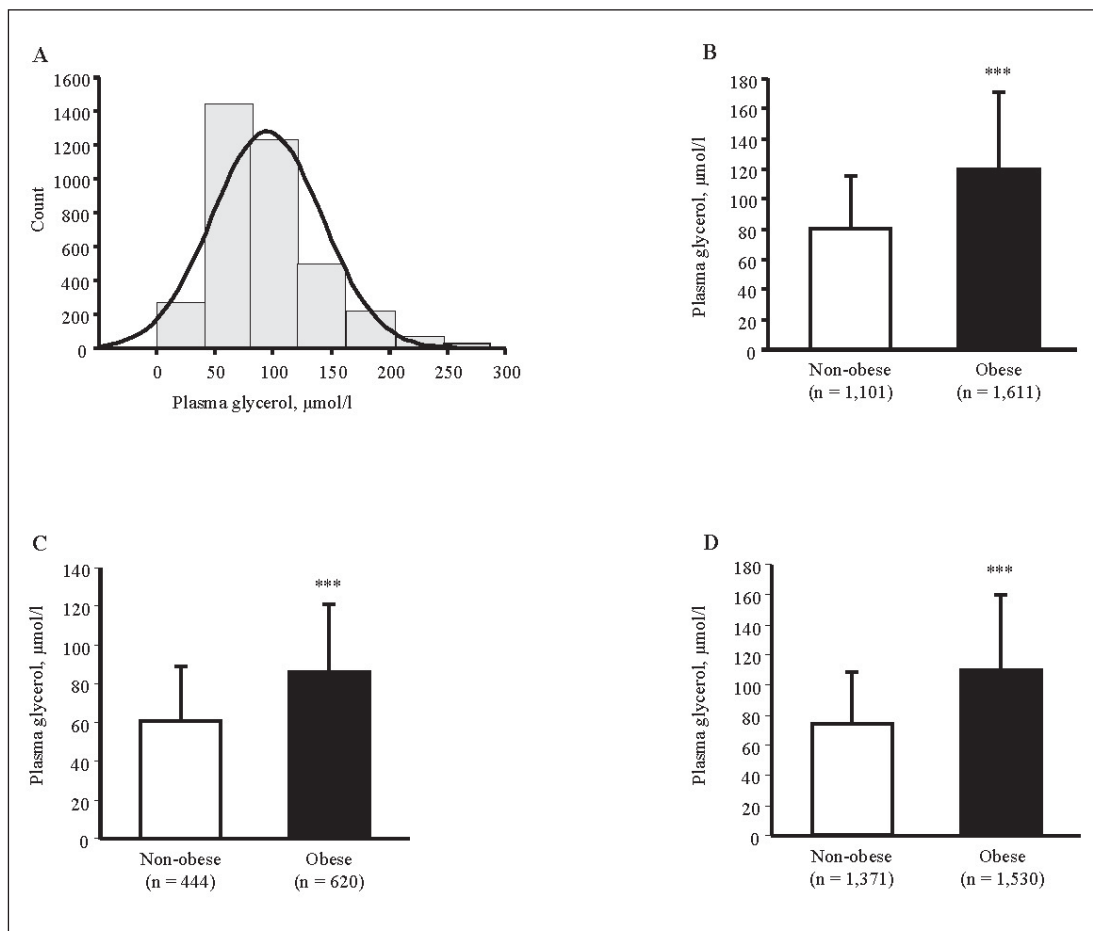 A
1600
1400
1200
1000
800
600
400
200
0
Count
0 50 100 150 200 250 300
Plasma glycerol, µmol/l
B
***
180
160
140
120
100
80
60
40
20
0
Plasma glycerol, µmol/l
Non-obese Obese
(n = 1,101) (n = 1,611)
C
***
140
120
100
80
60
40
20
0
Plasma glycerol, µmol/l
Non-obese Obese
(n = 444) (n = 620)
D
***
180
160
140
120
100
80
60
40
20
0
Plasma glycerol, µmol/l
Non-obese Obese
(n = 1,371) (n = 1,530)